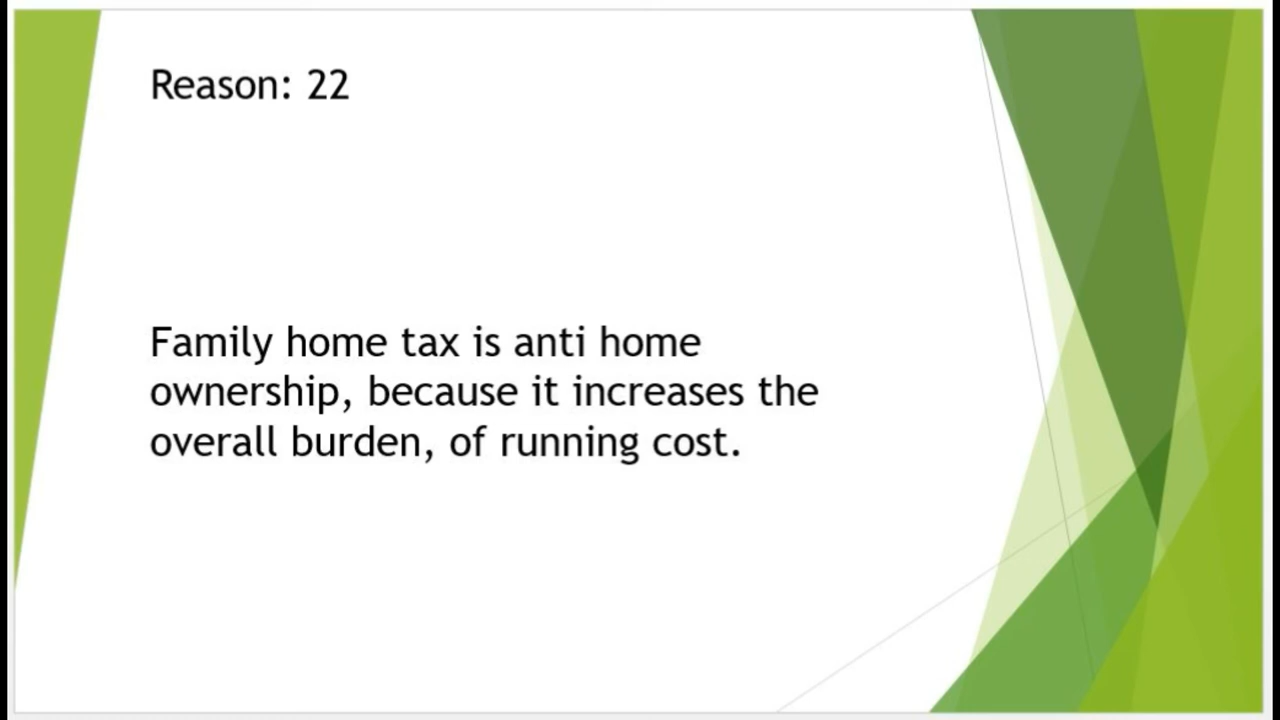 Reason: 22
Family home tax is anti home
ownership, because it increases the
overall burden, of running cost.